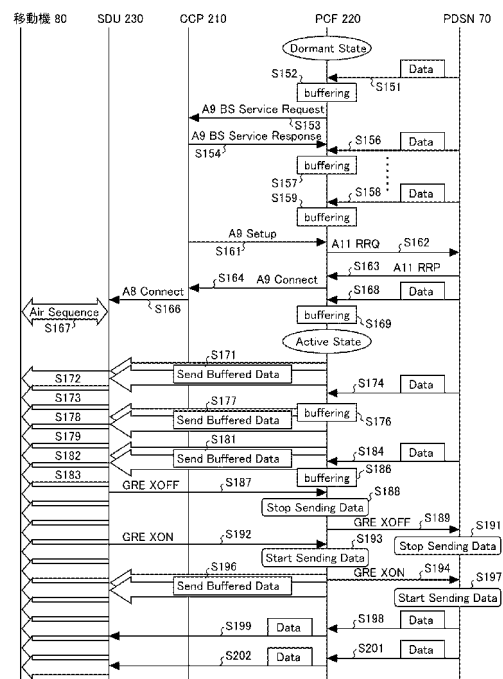 移動機 80 SDU 230 CCP 210 PCF 220 PDSN 70
Dormant State
Data
S152 S151
buffering
A9 BS Service Request
S153
A9 BS Service Response
S154 S156 Data
buffering
S157
S159 S158 Data
buffering
A9 Setup
S161 A11 RRQ S162
S164 A9 Connect S163 A11 RRP
A8 Connect S168 Data
Air Sequence S166
S167 buffering S169
Active State
S171
S172 Send Buffered Data
S173 S174 Data
S177 buffering
S178 Send Buffered Data S176
S179 S181
S182 Send Buffered Data S184 Data
S183 buffering S186
GRE XOFF S187 S188
Stop Sending Data
GRE XOFF S189 S191
GRE XON S192 S193 Stop Sending Data
Start Sending Data
S196 GRE XON S194 S197
Send Buffered Data Start Sending Data
S199 Data S198 Data
S202 Data S201 Data